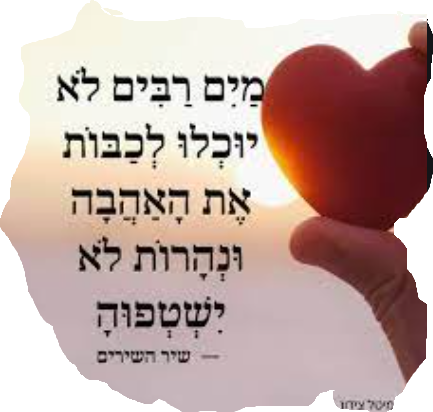 מַיִם רַבִּים לֹא
יוּכְלוּ לְכַבּוֹת
אֶת הָאַהֲבָה
וּנְהָרוֹת לֹא
יִשְׁטְפוּהָ
— שיר השירים